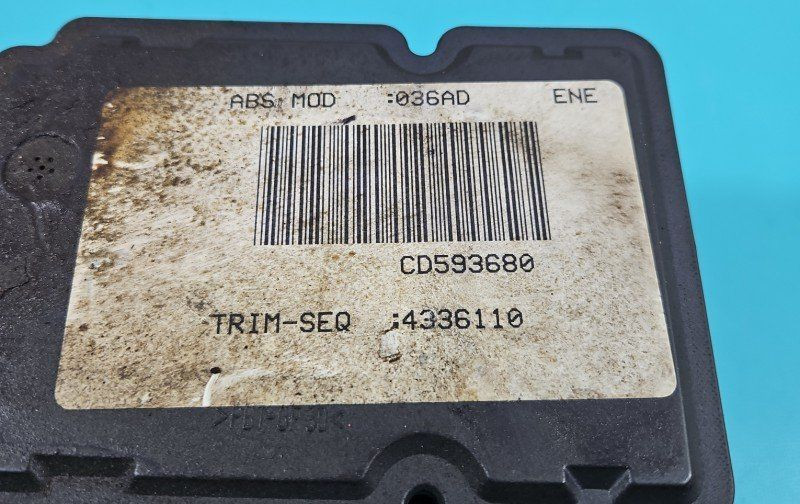 ABS MOD :036AD ENE
CD593680
TRIM-SEQ :4336110